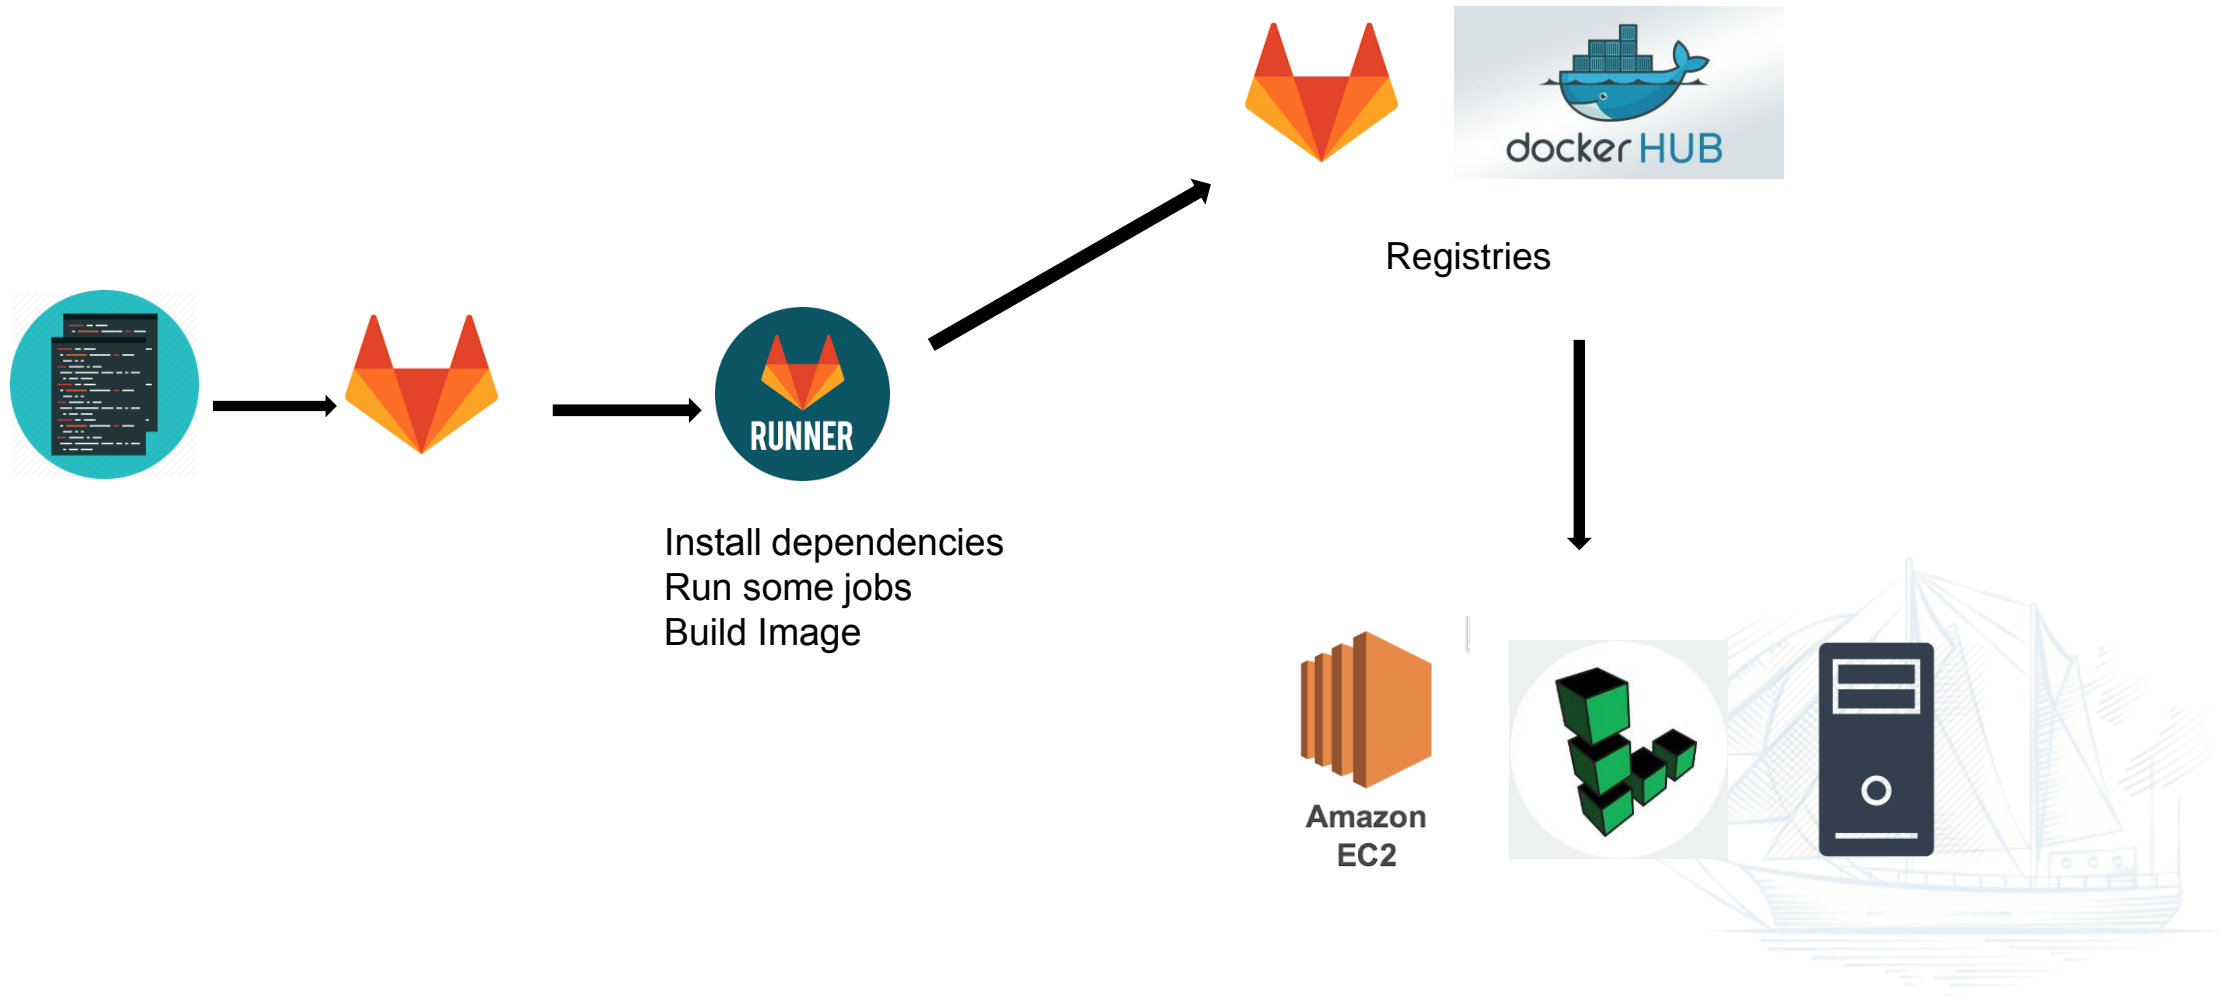 docker HUB
Registries
RUNNER
Install dependencies
Run some jobs
Build Image
Amazon
EC2